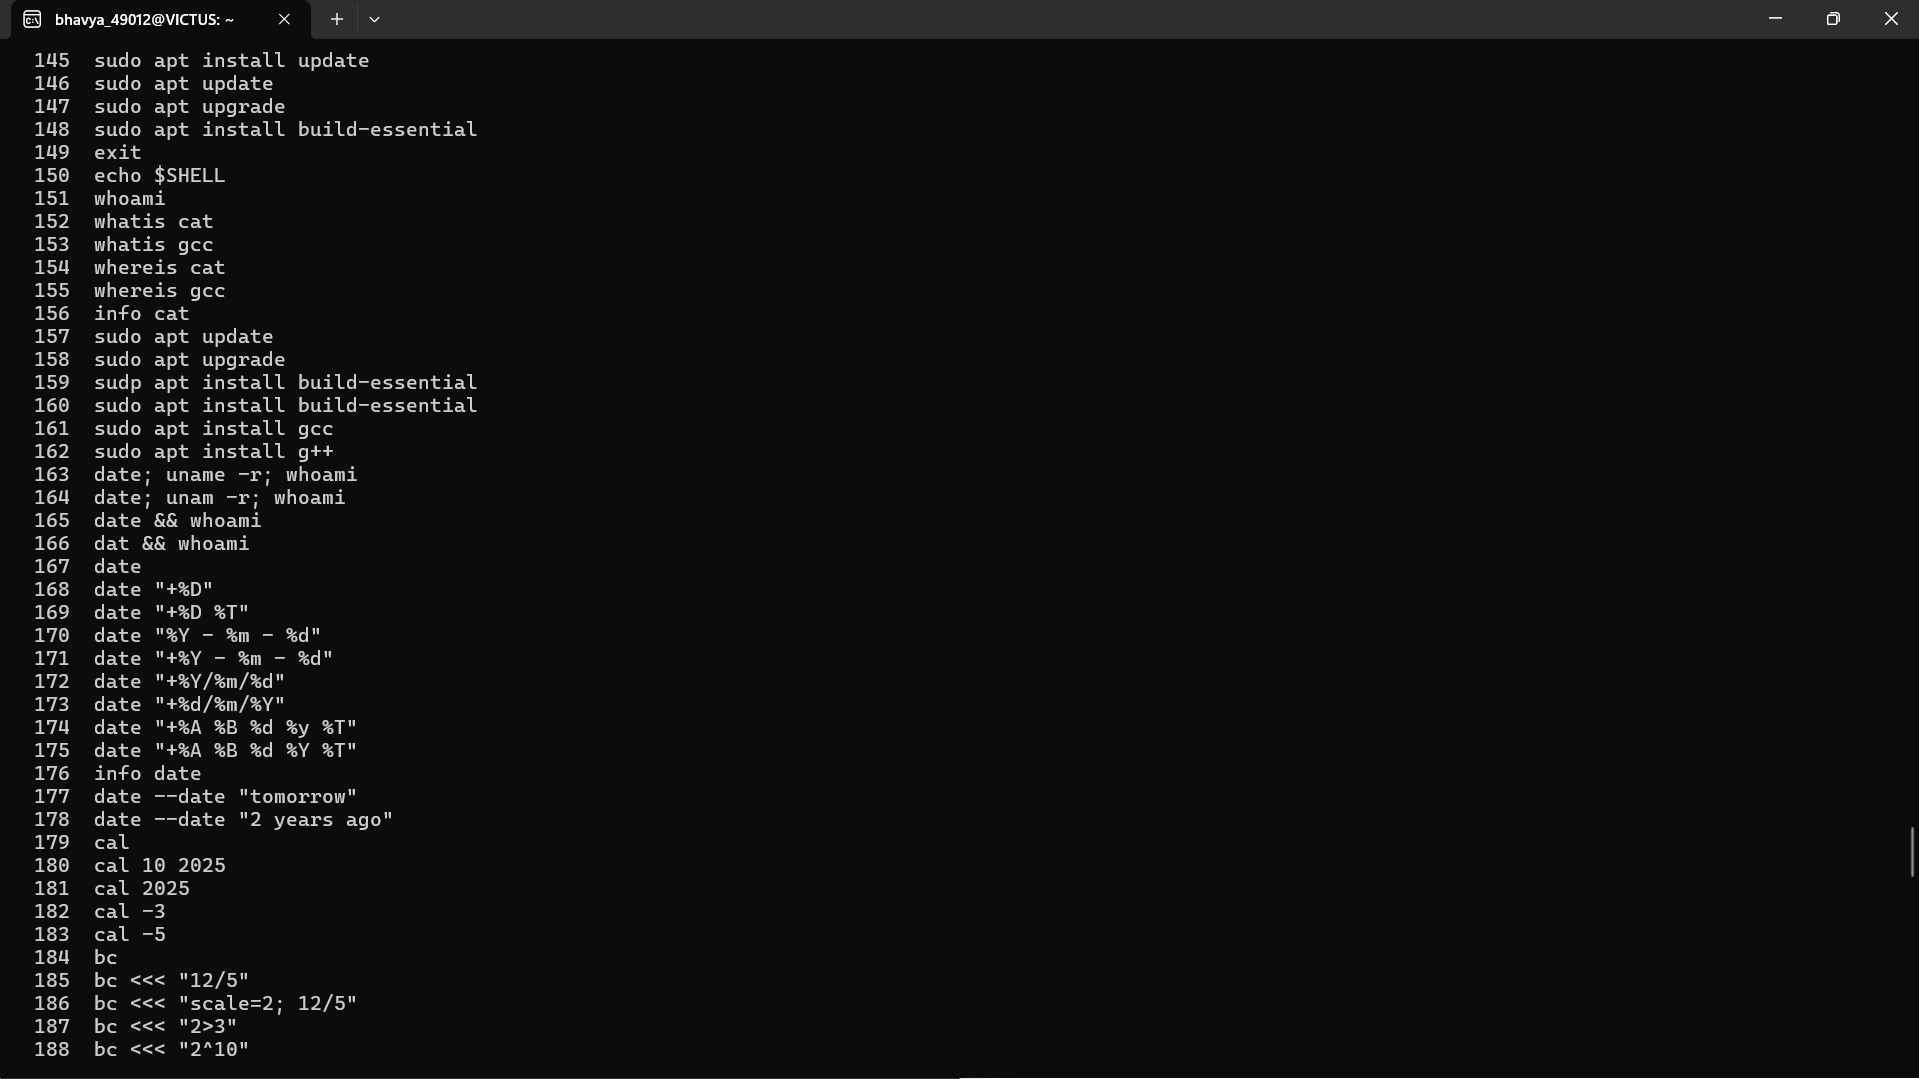 bhavya_49012@VICTUS: ~
145 sudo apt install update
146 sudo apt update
147 sudo apt upgrade
148 sudo apt install build-essential
149 exit
150 echo $SHELL
151 whoami
152 whatis cat
153 whatis gcc
154 whereis cat
155 whereis gcc
156 info cat
157 sudo apt update
158 sudo apt upgrade
159 sudp apt install build-essential
160 sudo apt install build-essential
161 sudo apt install gcc
162 sudo apt install g++
163 date; uname -r; whoami
164 date; unam -r; whoami
165 date && whoami
166 dat && whoami
167 date
168 date "+%D"
169 date "+%D %T"
170 date "%Y - %m - %d"
171 date "+%Y - %m - %d"
172 date "+%Y/%m/%d"
173 date "+%d/%m/%Y"
174 date "+%A %B %d %y %T"
175 date "+%A %B %d %Y %T"
176 info date
177 date --date "tomorrow"
178 date --date "2 years ago"
179 cal
180 cal 10 2025
181 cal 2025
182 cal -3
183 cal -5
184 bc
185 bc <<< "12/5"
186 bc <<< "scale=2; 12/5"
187 bc <<< "2>3"
188 bc <<< "2^10"